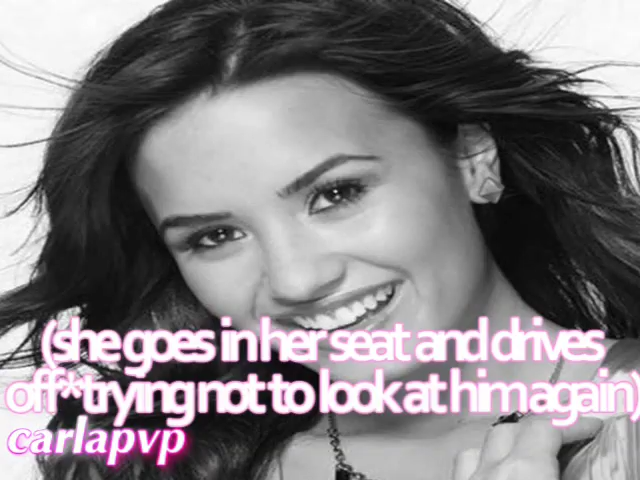 (she goes in her seat and drives
off*trying not to look at him again)
carlapvp